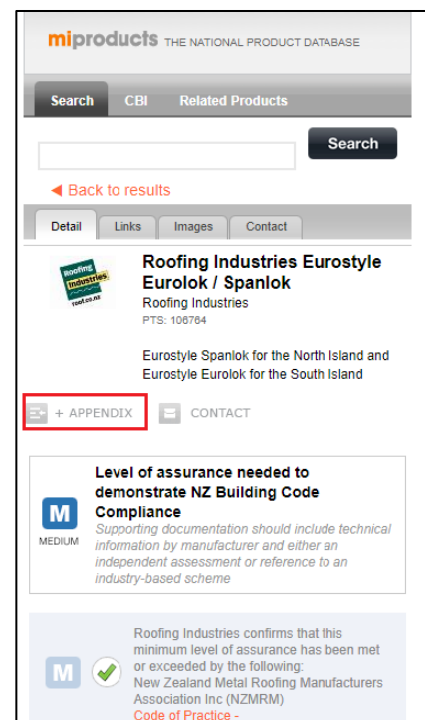 miproducts THE NATIONAL PRODUCT DATABASE
Search CBI Related Products
Search
◀ Back to results
Detail Links Images Contact
Roofing Industries
roof.co.nz
Roofing Industries Eurostyle
Eurolok / Spanlok
Roofing Industries
PTS: 106764
Eurostyle Spanlok for the North Island and
Eurostyle Eurolok for the South Island
+ APPENDIX CONTACT
Level of assurance needed to
demonstrate NZ Building Code
Compliance
M
MEDIUM
Supporting documentation should include technical
information by manufacturer and either an
independent assessment or reference to an
industry-based scheme
M
Roofing Industries confirms that this
minimum level of assurance has been met
or exceeded by the following:
New Zealand Metal Roofing Manufacturers
Association Inc (NZMRM)
Code of Practice -